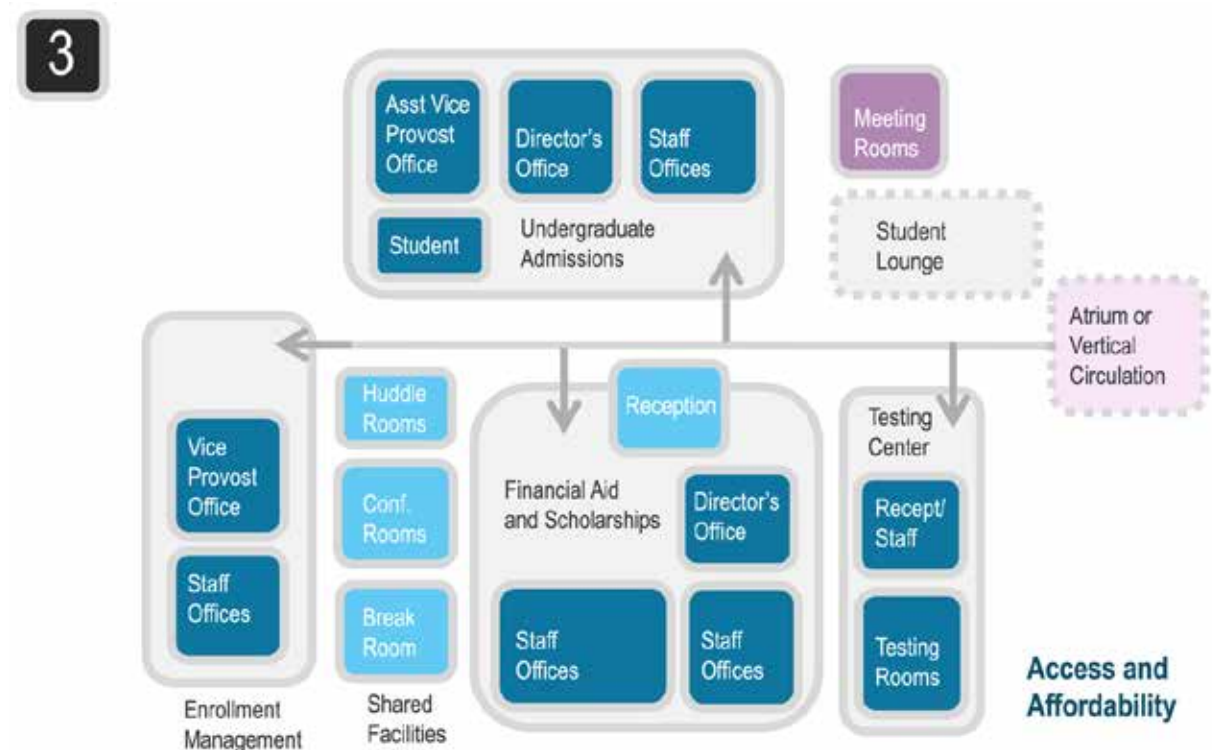 3
Asst Vice
Provost
Office
Director's
Office
Staff
Offices
Student
Undergraduate
Admissions
Meeting
Rooms
Student
Lounge
Atrium or
Vertical
Circulation
Vice
Provost
Office
Staff
Offices
Enrollment
Management
Huddle
Rooms
Conf.
Rooms
Break
Room
Shared
Facilities
Reception
Financial Aid
and Scholarships
Director's
Office
Staff
Offices
Staff
Offices
Testing
Center
Recept/
Staff
Testing
Rooms
Access and
Affordability